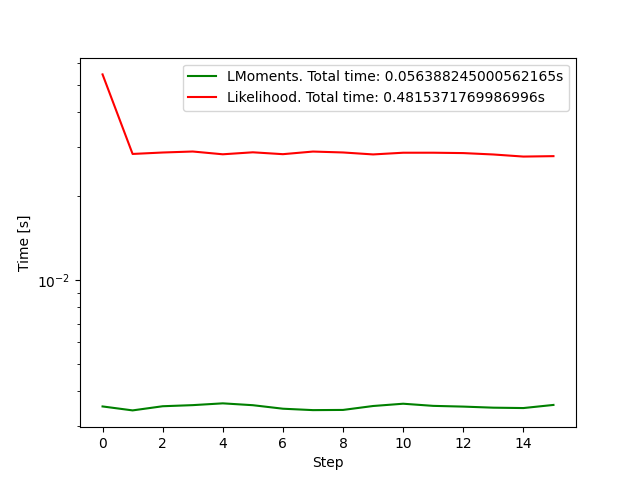 LMoments. Total time: 0.056388245000562165s
Likelihood. Total time: 0.4815371769986996s
Time [s]
10⁻²
0 2 4 6 8 10 12 14
Step